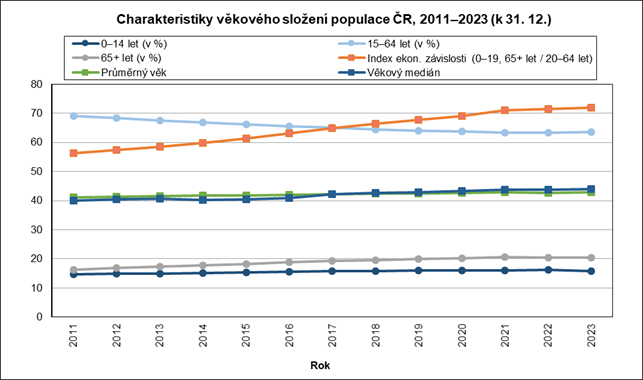 Charakteristiky věkového složení populace ČR, 2011–2023 (k 31. 12.)
0–14 let (v %)
15–64 let (v %)
65+ let (v %)
Index ekon. závislosti (0–19, 65+ let / 20–64 let)
Průměrný věk
Věkový medián
80
70
60
50
40
30
20
10
0
2011
2012
2013
2014
2015
2016
2017
2018
2019
2020
2021
2022
2023
Rok